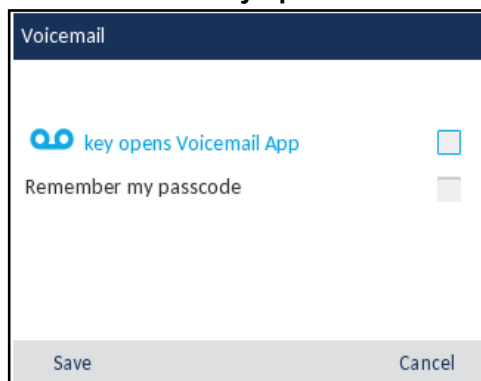 Voicemail
key opens Voicemail App
Remember my passcode
Save Cancel